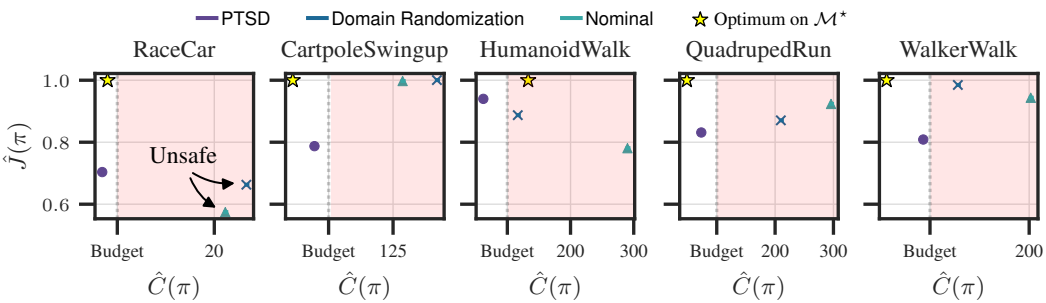 PTSD Domain Randomization Nominal Optimum on M⋆
RaceCar CartpoleSwingup HumanoidWalk QuadrupedRun WalkerWalk
1.0
0.8
0.6
Ĵ(π)
Unsafe
Budget 20 Budget 125 Budget 200 300 Budget 200 300 Budget 200
Ĉ(π) Ĉ(π) Ĉ(π) Ĉ(π) Ĉ(π)